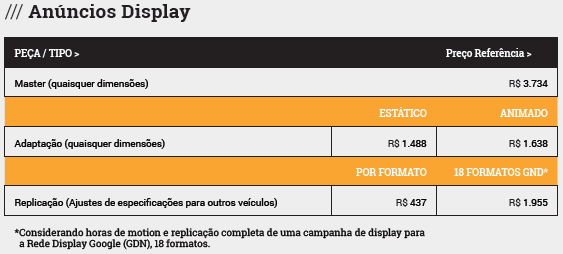 /// Anúncios Display
PEÇA / TIPO > Preço Referência >
Master (quaisquer dimensões) R$ 3.734
ESTÁTICO ANIMADO
Adaptação (quaisquer dimensões) R$ 1.488 R$ 1.638
POR FORMATO 18 FORMATOS GND*
Replicação (Ajustes de especificações para outros veículos) R$ 437 R$ 1.955
*Considerando horas de motion e replicação completa de uma campanha de display para
a Rede Display Google (GDN), 18 formatos.